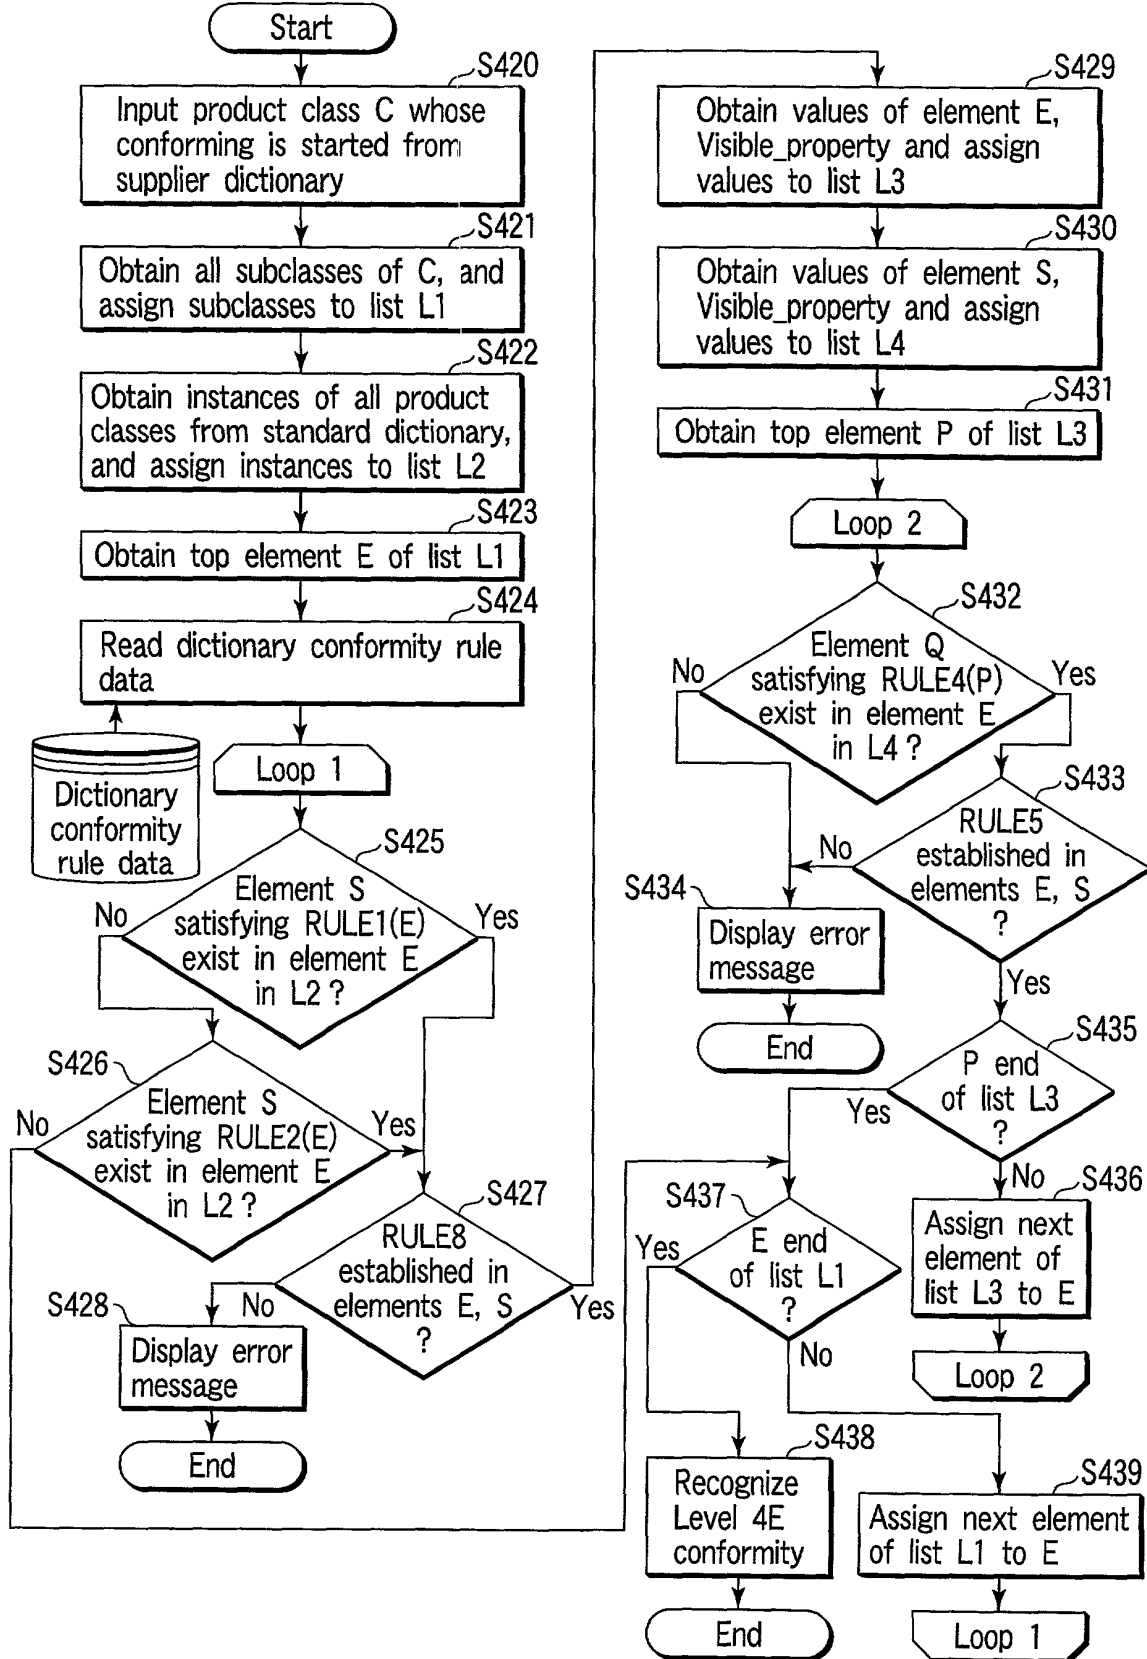 Start
S420
Input product class C whose
conforming is started from
supplier dictionary
S421
Obtain all subclasses of C, and
assign subclasses to list L1
S422
Obtain instances of all product
classes from standard dictionary,
and assign instances to list L2
S423
Obtain top element E of list L1
S424
Read dictionary conformity rule
data
Dictionary
conformity
rule data
Loop 1
S425
Element S
satisfying RULE1(E)
exist in element E
in L2 ?
No
Yes
S426
Element S
satisfying RULE2(E)
exist in element E
in L2 ?
No
Yes
S427
RULE8
established in
elements E, S
?
No
Yes
S428
Display error
message
End
S429
Obtain values of element E,
Visible_property and assign
values to list L3
S430
Obtain values of element S,
Visible_property and assign
values to list L4
S431
Obtain top element P of list L3
Loop 2
S432
Element Q
satisfying RULE4(P)
exist in element E
in L4 ?
No
Yes
S433
RULE5
established in
elements E, S
?
No
Yes
S434
Display error
message
End
S435
P end
of list L3
?
Yes
No
S436
Assign next
element of
list L3 to E
Loop 2
S437
E end
of list L1
?
Yes
No
S438
Recognize
Level 4E
conformity
End
S439
Assign next element
of list L1 to E
Loop 1